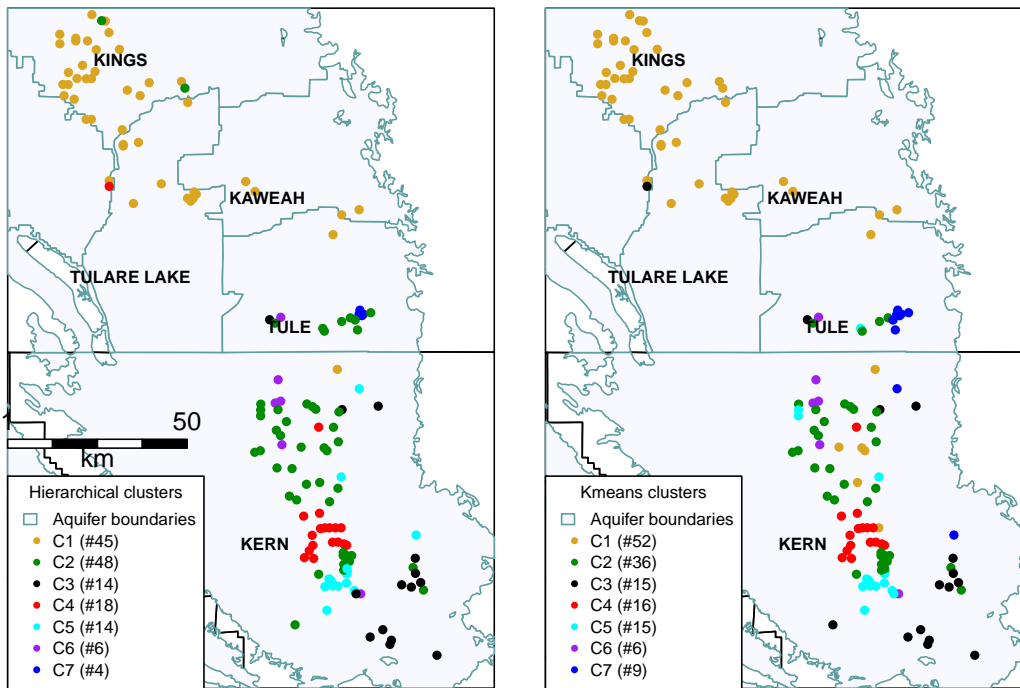 KINGS
KAWEAH
TULARE LAKE
TULE
50
km
KERN
Hierarchical clusters
Aquifer boundaries
C1 (#45)
C2 (#48)
C3 (#14)
C4 (#18)
C5 (#14)
C6 (#6)
C7 (#4)
KINGS
KAWEAH
TULARE LAKE
TULE
KERN
Kmeans clusters
Aquifer boundaries
C1 (#52)
C2 (#36)
C3 (#15)
C4 (#16)
C5 (#15)
C6 (#6)
C7 (#9)